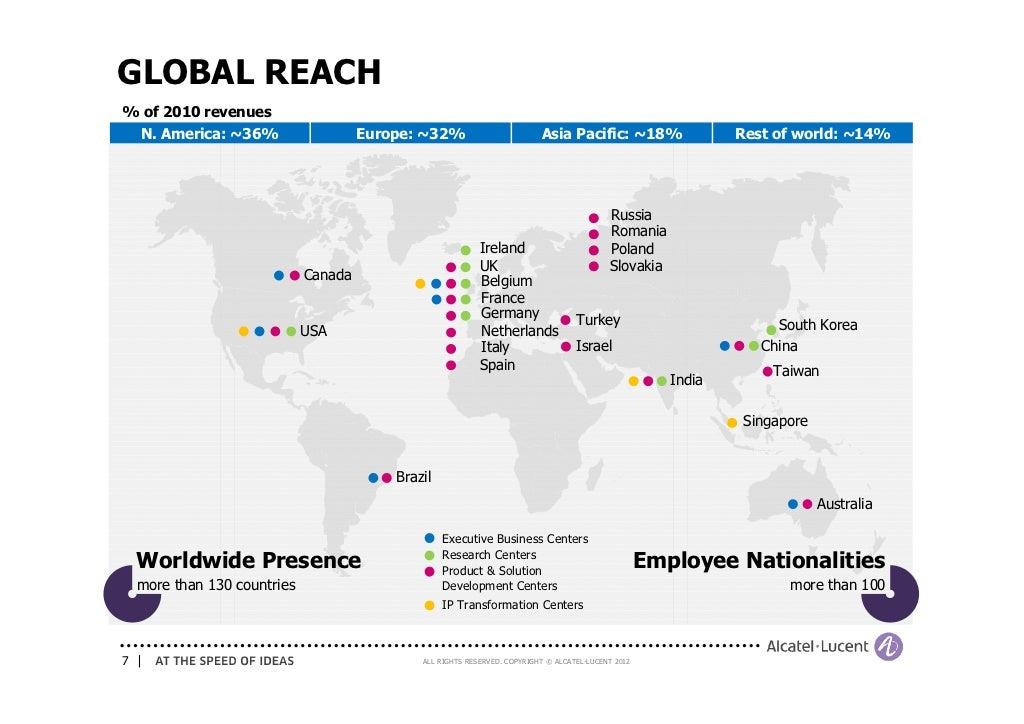 GLOBAL REACH
% of 2010 revenues
N. America: ~36%
Europe: ~32%
Asia Pacific: ~18%
Rest of world: ~14%
Russia
Romania
Poland
Slovakia
Ireland
UK
Belgium
France
Germany
Netherlands
Italy
Spain
Canada
USA
Turkey
Israel
South Korea
China
Taiwan
India
Singapore
Brazil
Australia
Executive Business Centers
Research Centers
Product & Solution
Development Centers
IP Transformation Centers
Worldwide Presence
more than 130 countries
Employee Nationalities
more than 100
Alcatel·Lucent
7 | AT THE SPEED OF IDEAS
ALL RIGHTS RESERVED. COPYRIGHT © ALCATEL-LUCENT 2012